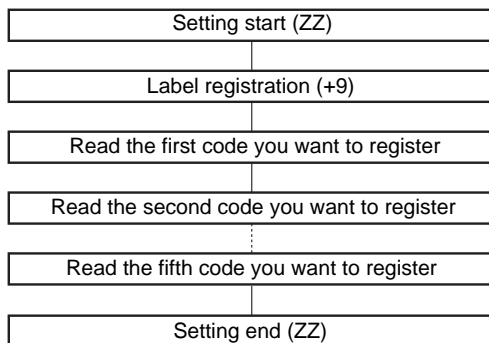 Setting start (ZZ)
Label registration (+9)
Read the first code you want to register
Read the second code you want to register
Read the fifth code you want to register
Setting end (ZZ)